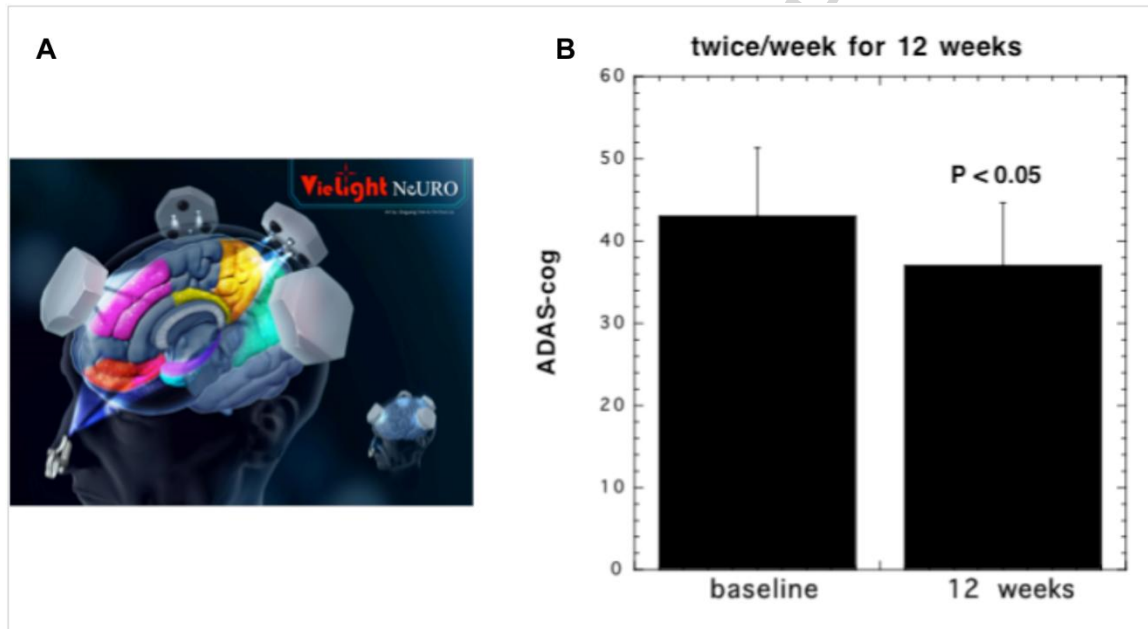 A
VieLight NeURO
B
twice/week for 12 weeks
60
50
40
30
20
10
0
ADAS-cog
P < 0.05
baseline
12 weeks